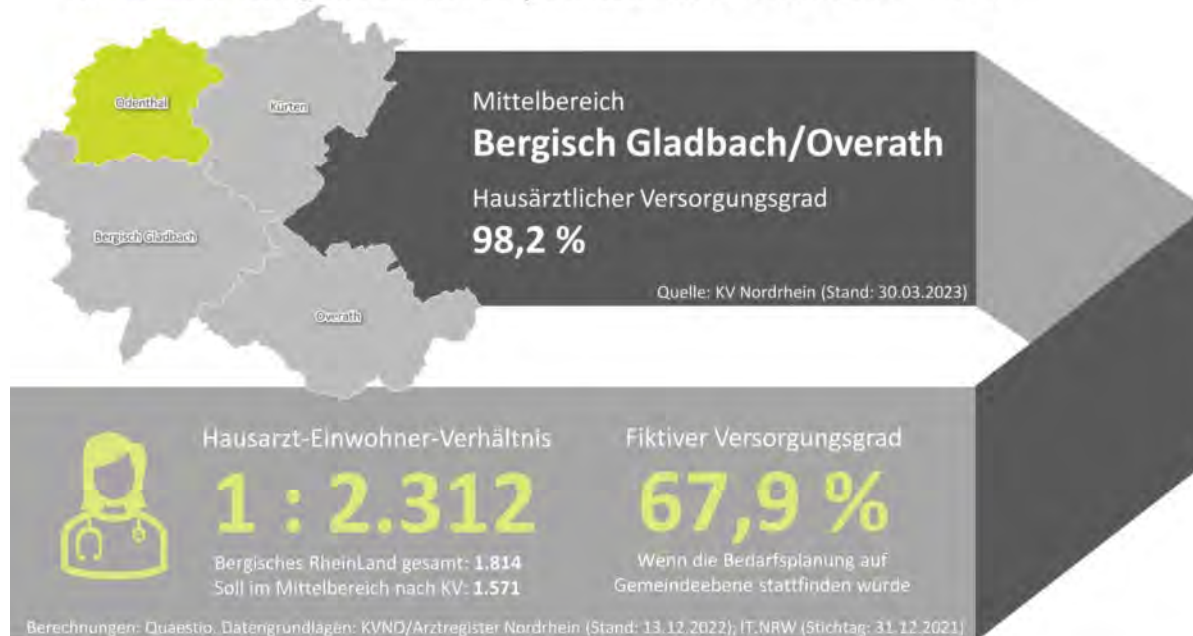 Odenthal
Kürten
Bergisch Gladbach
Overath
Mittelbereich
Bergisch Gladbach/Overath
Hausärztlicher Versorgungsgrad
98,2 %
Quelle: KV Nordrhein (Stand: 30.03.2023)
Hausarzt-Einwohner-Verhältnis
1 : 2.312
Bergisches RheinLand gesamt: 1.814
Soll im Mittelbereich nach KV: 1.571
Fiktiver Versorgungsgrad
67,9 %
Wenn die Bedarfsplanung auf
Gemeindeebene stattfinden würde
Berechnungen: Quaestio. Datengrundlagen: KVNO/Arztregister Nordrhein (Stand: 13.12.2022); IT.NRW (Stichtag: 31.12.2021)